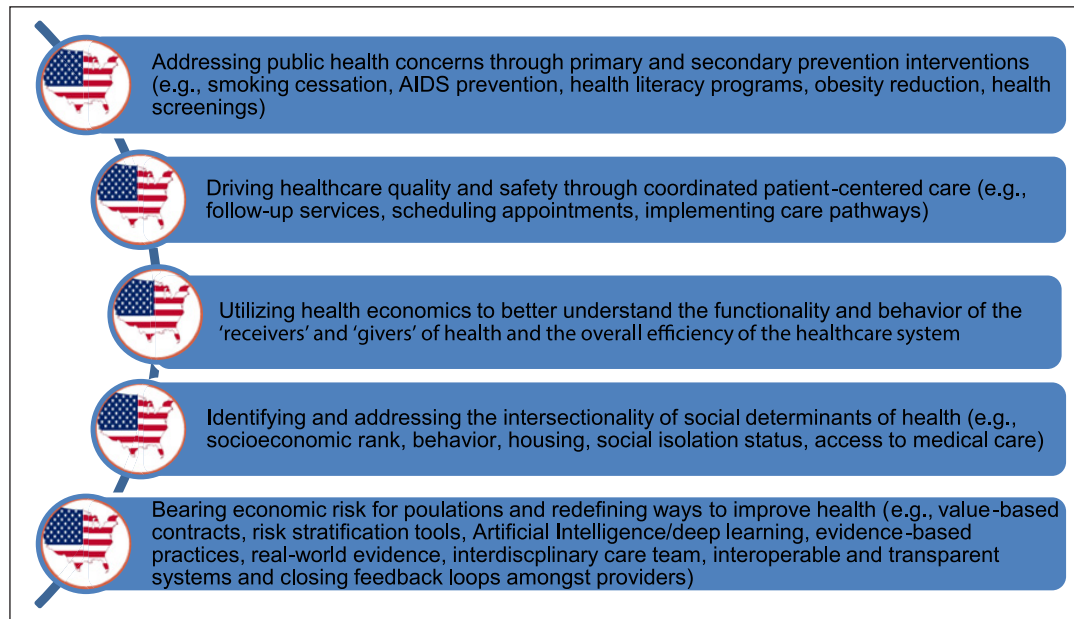 Addressing public health concerns through primary and secondary prevention interventions
(e.g., smoking cessation, AIDS prevention, health literacy programs, obesity reduction, health
screenings)
Driving healthcare quality and safety through coordinated patient-centered care (e.g.,
follow-up services, scheduling appointments, implementing care pathways)
Utilizing health economics to better understand the functionality and behavior of the
‘receivers’ and ‘givers’ of health and the overall efficiency of the healthcare system
Identifying and addressing the intersectionality of social determinants of health (e.g.,
socioeconomic rank, behavior, housing, social isolation status, access to medical care)
Bearing economic risk for poulations and redefining ways to improve health (e.g., value-based
contracts, risk stratification tools, Artificial Intelligence/deep learning, evidence-based
practices, real-world evidence, interdiscplinary care team, interoperable and transparent
systems and closing feedback loops amongst providers)